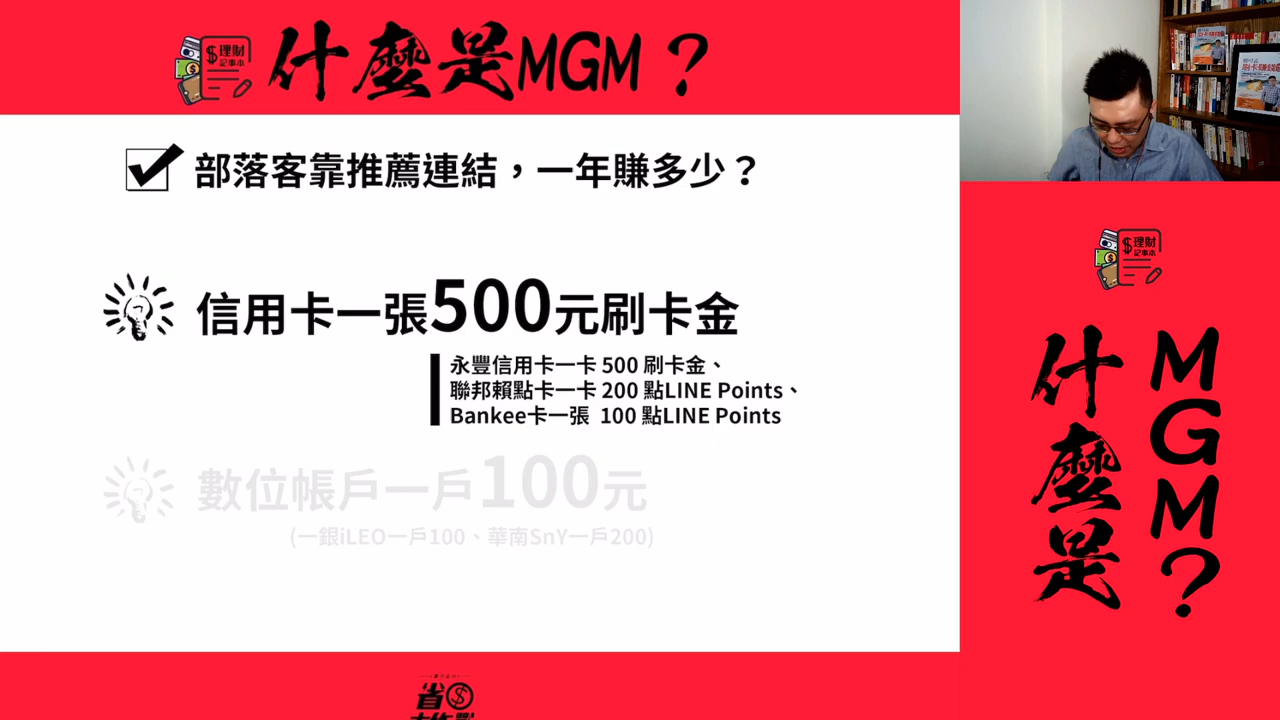 $理財
記事本
什麼是MGM？
部落客靠推薦連結，一年賺多少？
信用卡一張500元刷卡金
永豐信用卡一卡 500 刷卡金、
聯邦賴點卡一卡 200 點LINE Points、
Bankee卡一張 100 點LINE Points
數位帳戶一戶100元
(一銀iLEO一戶100、華南SnY一戶200)
省
$理財
記事本
什麼是
MGM?